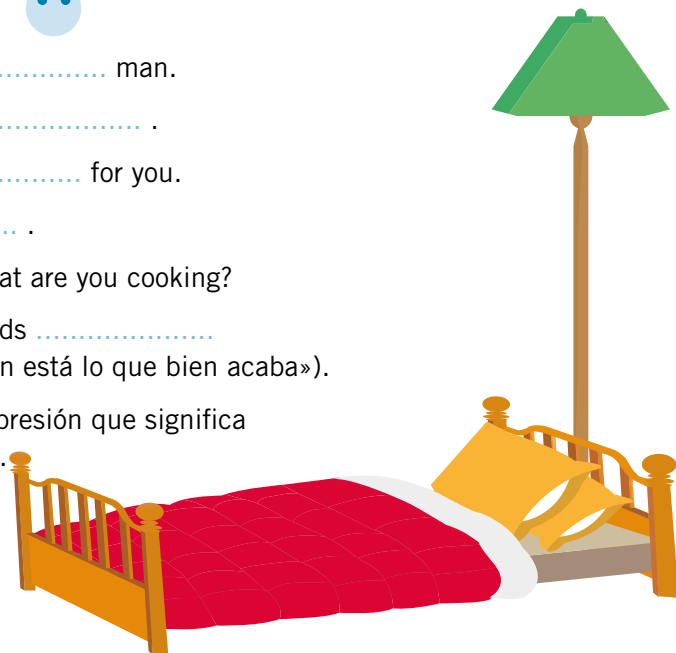 ............. man.
................. .
.......... for you.
.. .
at are you cooking?
ds .....................
n está lo que bien acaba»).
presión que significa
.